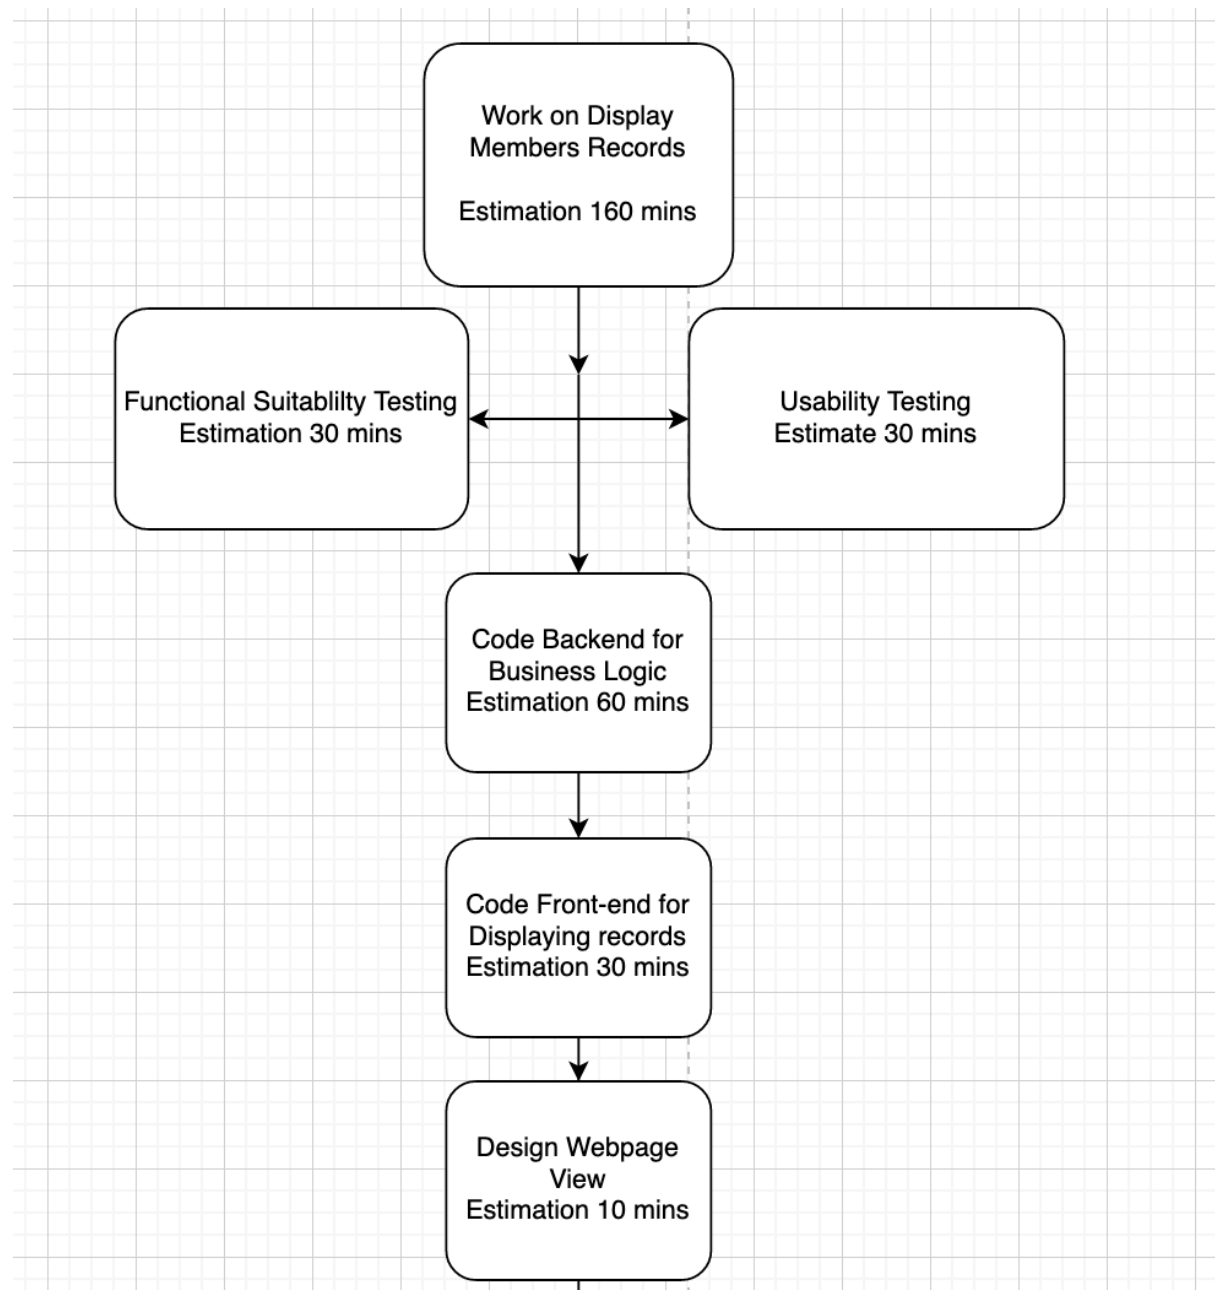 Work on Display
Members Records
Estimation 160 mins
Functional Suitablilty Testing
Estimation 30 mins
Usability Testing
Estimate 30 mins
Code Backend for
Business Logic
Estimation 60 mins
Code Front-end for
Displaying records
Estimation 30 mins
Design Webpage
View
Estimation 10 mins